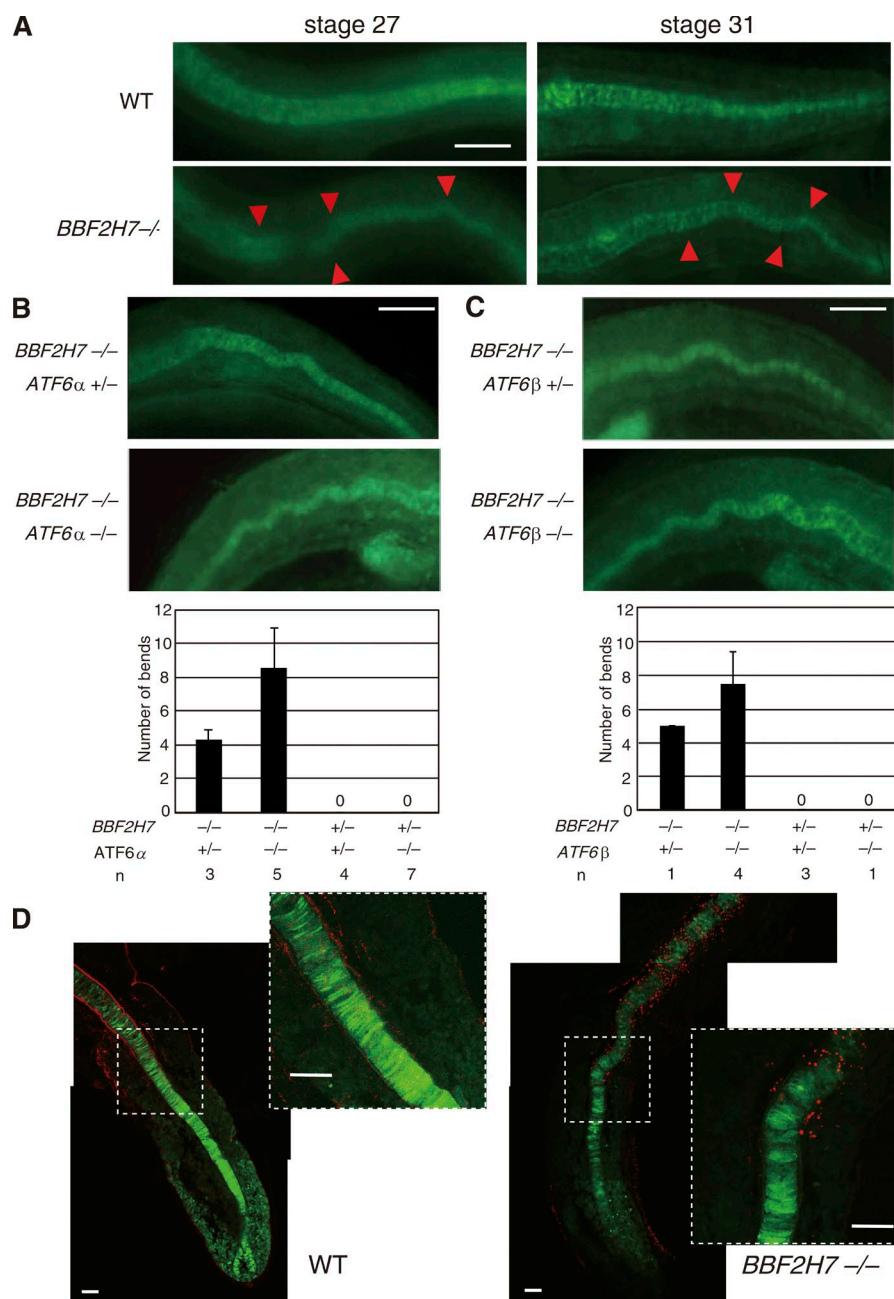 A
stage 27 stage 31
WT
BBF2H7–/·
B
BBF2H7 –/–
ATF6α +/–
BBF2H7 –/–
ATF6α –/–
Number of bends
12
10
8
6
4
2
0
0 0
BBF2H7 –/– –/– +/– +/–
ATF6α +/– –/– +/– –/–
n 3 5 4 7
C
BBF2H7 –/–
ATF6β +/–
BBF2H7 –/–
ATF6β –/–
Number of bends
12
10
8
6
4
2
0
0 0
BBF2H7 –/– –/– +/– +/–
ATF6β +/– –/– +/– –/–
n 1 4 3 1
D
WT
BBF2H7 –/–